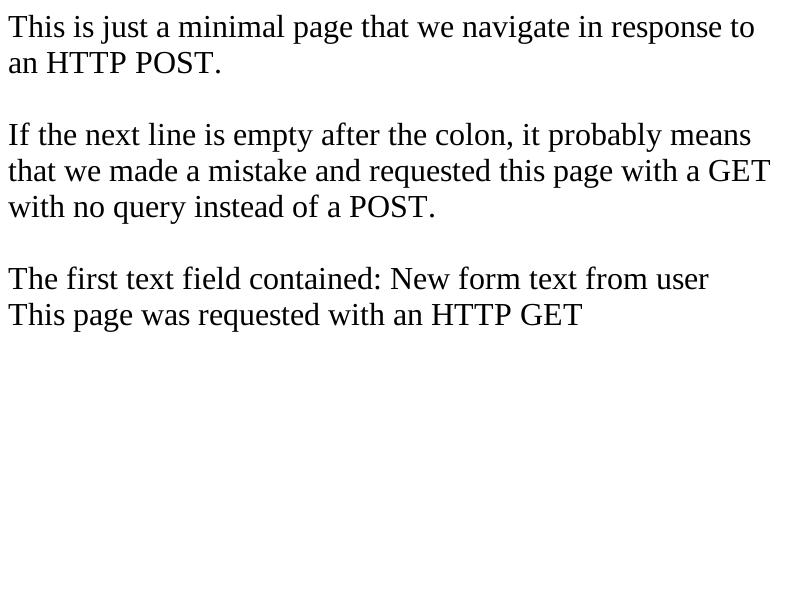 This is just a minimal page that we navigate in response to
an HTTP POST.
If the next line is empty after the colon, it probably means
that we made a mistake and requested this page with a GET
with no query instead of a POST.
The first text field contained: New form text from user
This page was requested with an HTTP GET